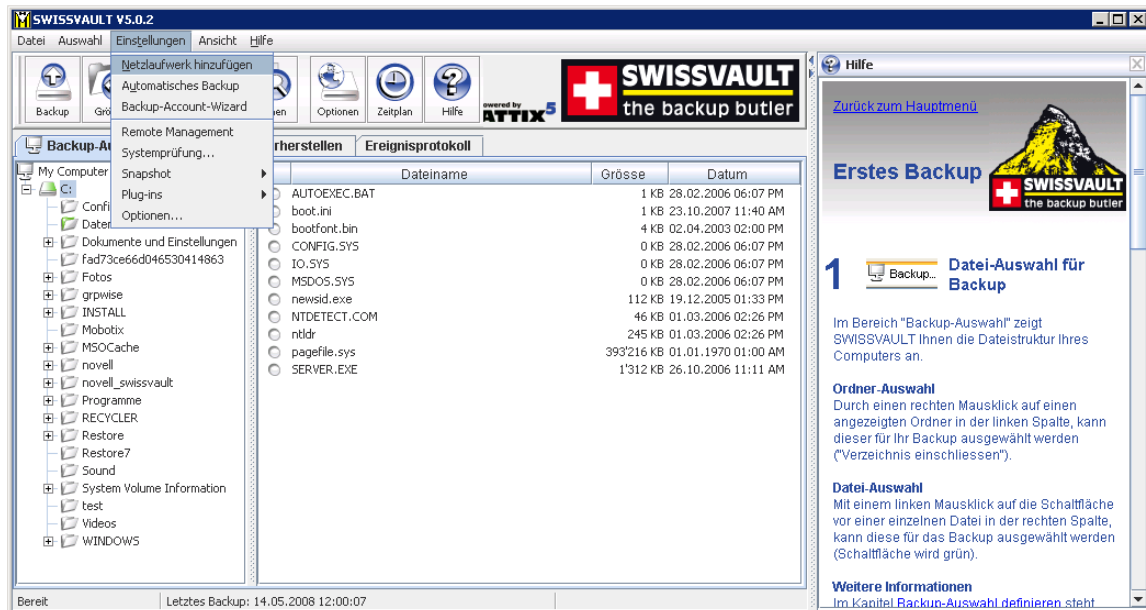 SWISSVAULT V5.0.2
Datei Auswahl Einstellungen Ansicht Hilfe
Netzlaufwerk hinzufügen
Automatisches Backup
Backup-Account-Wizard
Remote Management
Systemprüfung...
Snapshot
Plug-ins
Optionen...
Backup
Optionen
Zeitplan
Hilfe
powered by
ATTIX5
SWISSVAULT
the backup butler
rherstellen
Ereignisprotokoll
My Computer
C:
Dokumente und Einstellungen
fad73ce66d046530414863
Fotos
grpwise
INSTALL
Mobotix
MSOCache
novell
novell_swissvault
Programme
RECYCLER
Restore
Restore7
Sound
System Volume Information
test
Videos
WINDOWS
Dateiname Grösse Datum
AUTOEXEC.BAT 1 KB 28.02.2006 06:07 PM
boot.ini 1 KB 23.10.2007 11:40 AM
bootfont.bin 4 KB 02.04.2003 02:00 PM
CONFIG.SYS 0 KB 28.02.2006 06:07 PM
IO.SYS 0 KB 28.02.2006 06:07 PM
MSDOS.SYS 0 KB 28.02.2006 06:07 PM
newsid.exe 112 KB 19.12.2005 01:33 PM
NTDETECT.COM 46 KB 01.03.2006 02:26 PM
ntldr 245 KB 01.03.2006 02:26 PM
pagefile.sys 393'216 KB 01.01.1970 01:00 AM
SERVER.EXE 1'312 KB 26.10.2006 11:11 AM
Bereit
Letztes Backup: 14.05.2008 12:00:07
Hilfe
Zurück zum Hauptmenü
Erstes Backup
SWISSVAULT
the backup butler
1
Backup...
Datei-Auswahl für
Backup
Im Bereich "Backup-Auswahl" zeigt
SWISSVAULT Ihnen die Dateistruktur Ihres
Computers an.
Ordner-Auswahl
Durch einen rechten Mausklick auf einen
angezeigten Ordner in der linken Spalte, kann
dieser für Ihr Backup ausgewählt werden
("Verzeichnis einschliessen").
Datei-Auswahl
Mit einem linken Mausklick auf die Schaltfläche
vor einer einzelnen Datei in der rechten Spalte,
kann diese für das Backup ausgewählt werden
(Schaltfläche wird grün).
Weitere Informationen
Im Kapitel Backup-Auswahl definieren steht